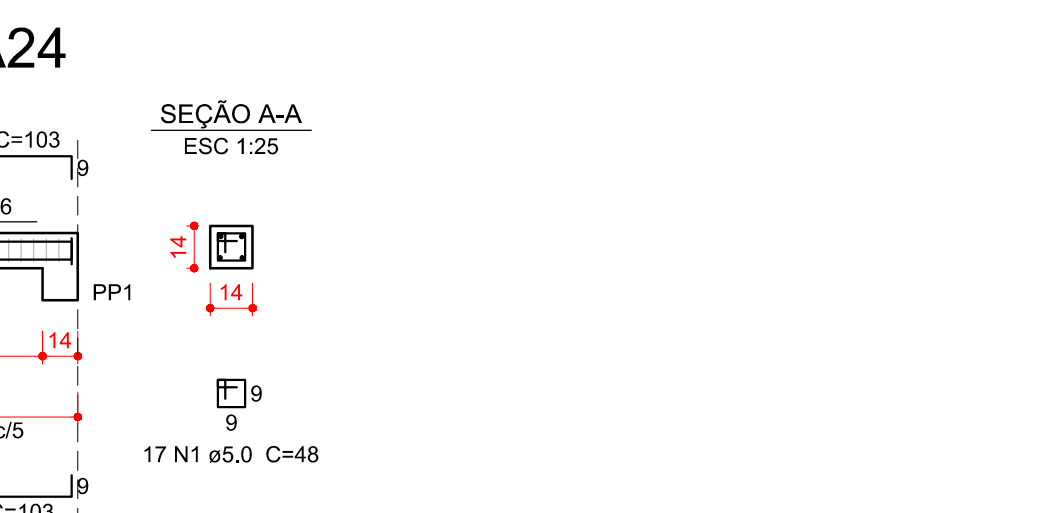 A24
SEÇÃO A-A
ESC 1:25
C=103
9
6
14
14
PP1
14
9
9
c/5
17 N1 ø5.0 C=48
9
C=103